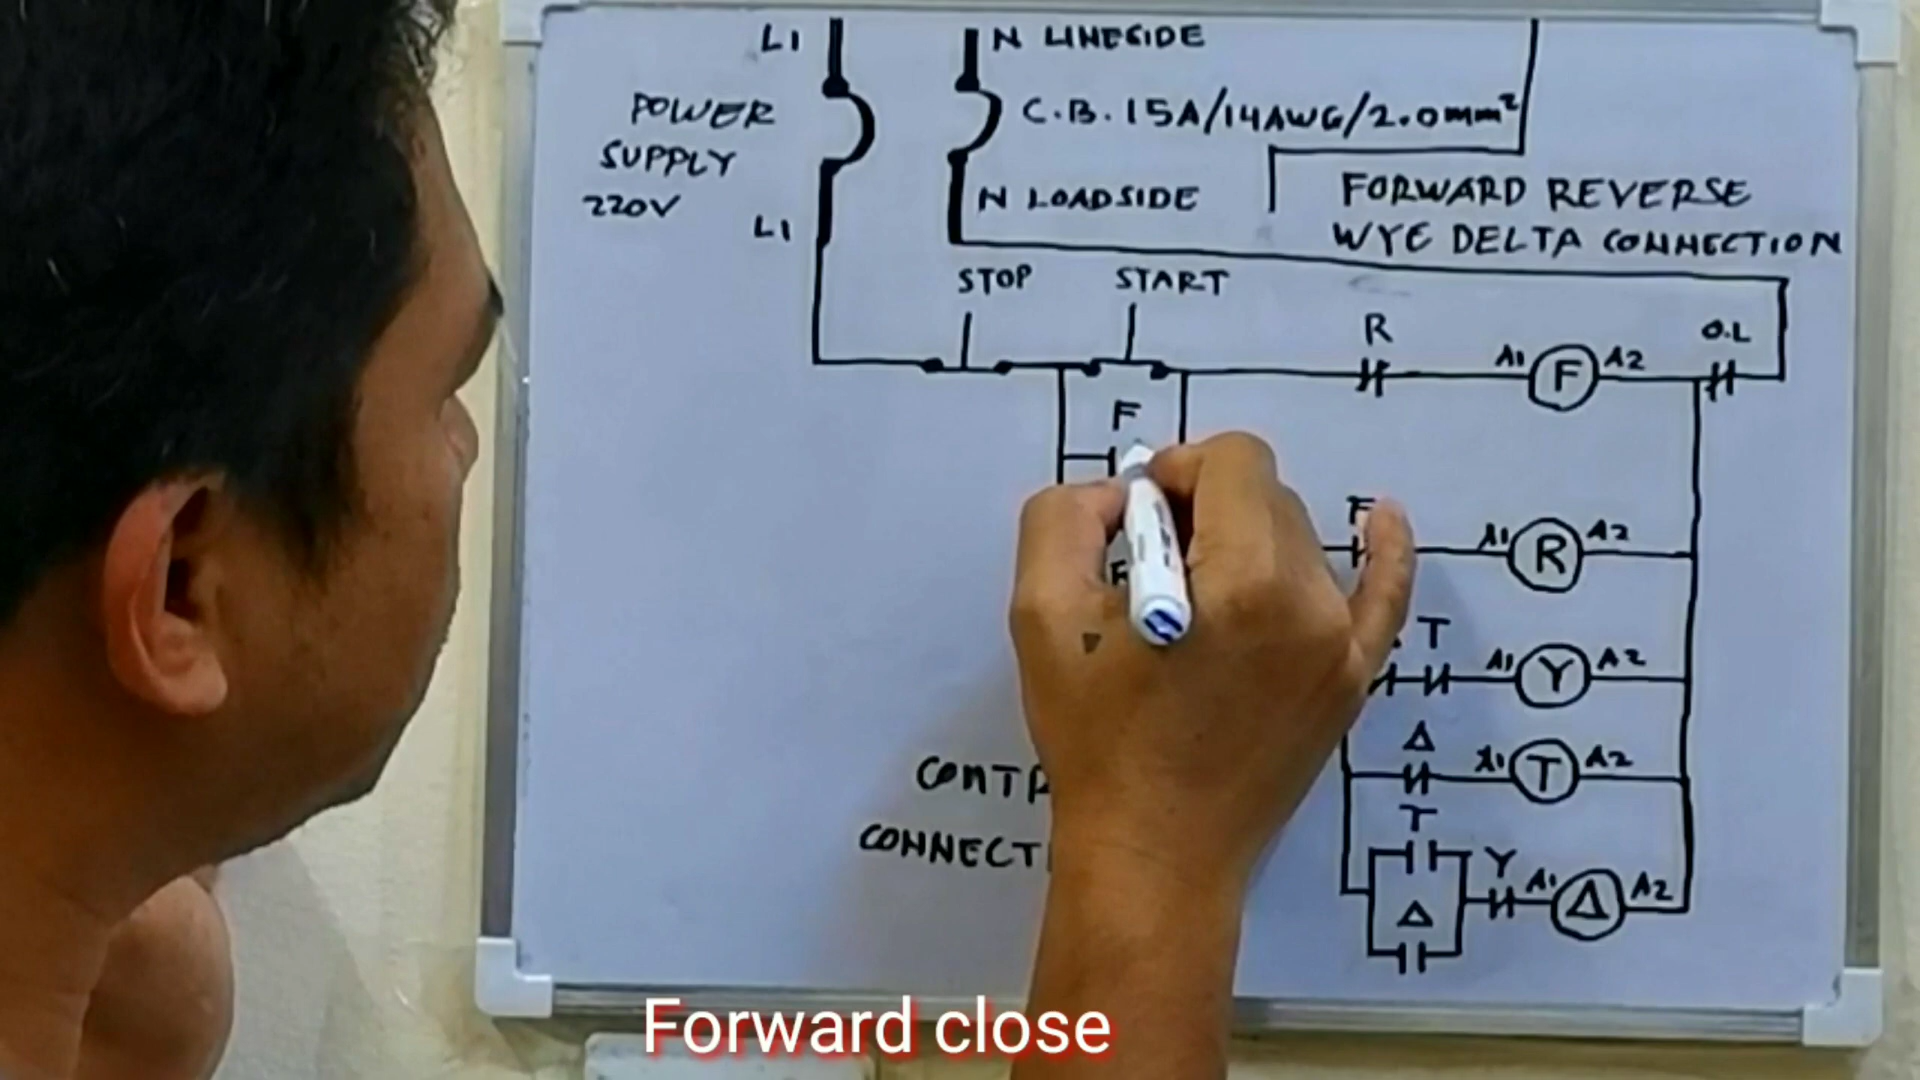 L1
N LINESIDE
POWER
SUPPLY
220V
C.B. 15A/14AWG/2.0mm²
L1
N LOADSIDE
FORWARD REVERSE
WYE DELTA CONNECTION
STOP
START
R
A1 F A2
O.L
F
F
A1 R A2
T
A1 Y A2
Δ
A1 T A2
T
Y
A1 Δ A2
Δ
Forward close